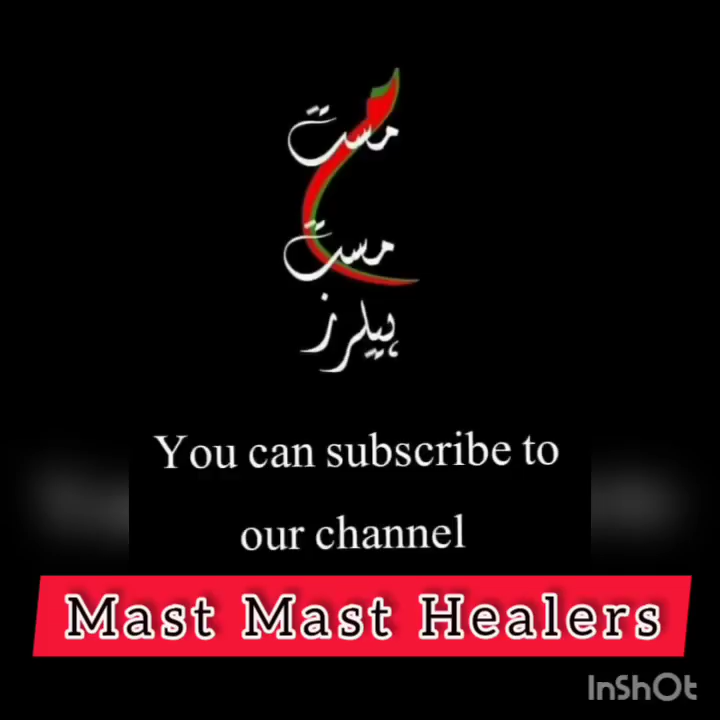 مست
مست
ہیلرز
You can subscribe to
our channel
Mast Mast Healers
InShOt